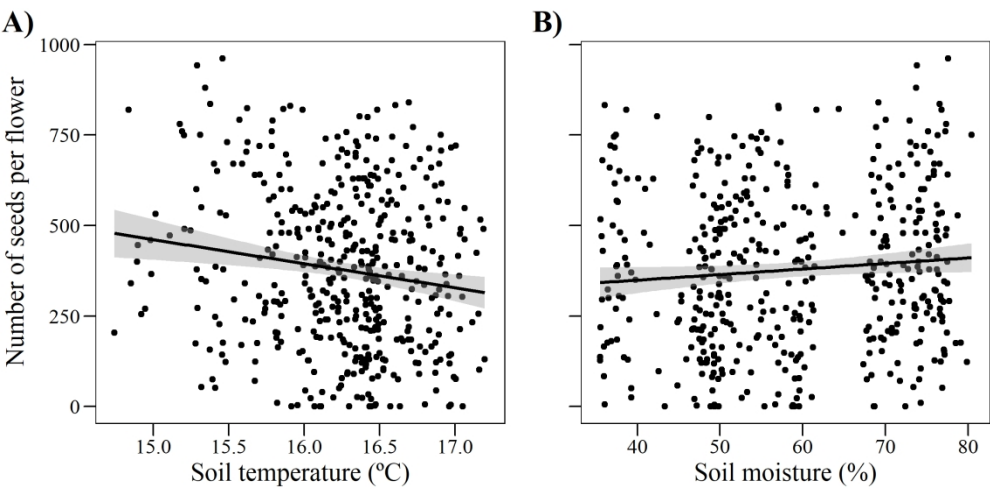 A)
B)
Number of seeds per flower
1000
750
500
250
0
15.0 15.5 16.0 16.5 17.0
40 50 60 70 80
Soil temperature (ºC)
Soil moisture (%)